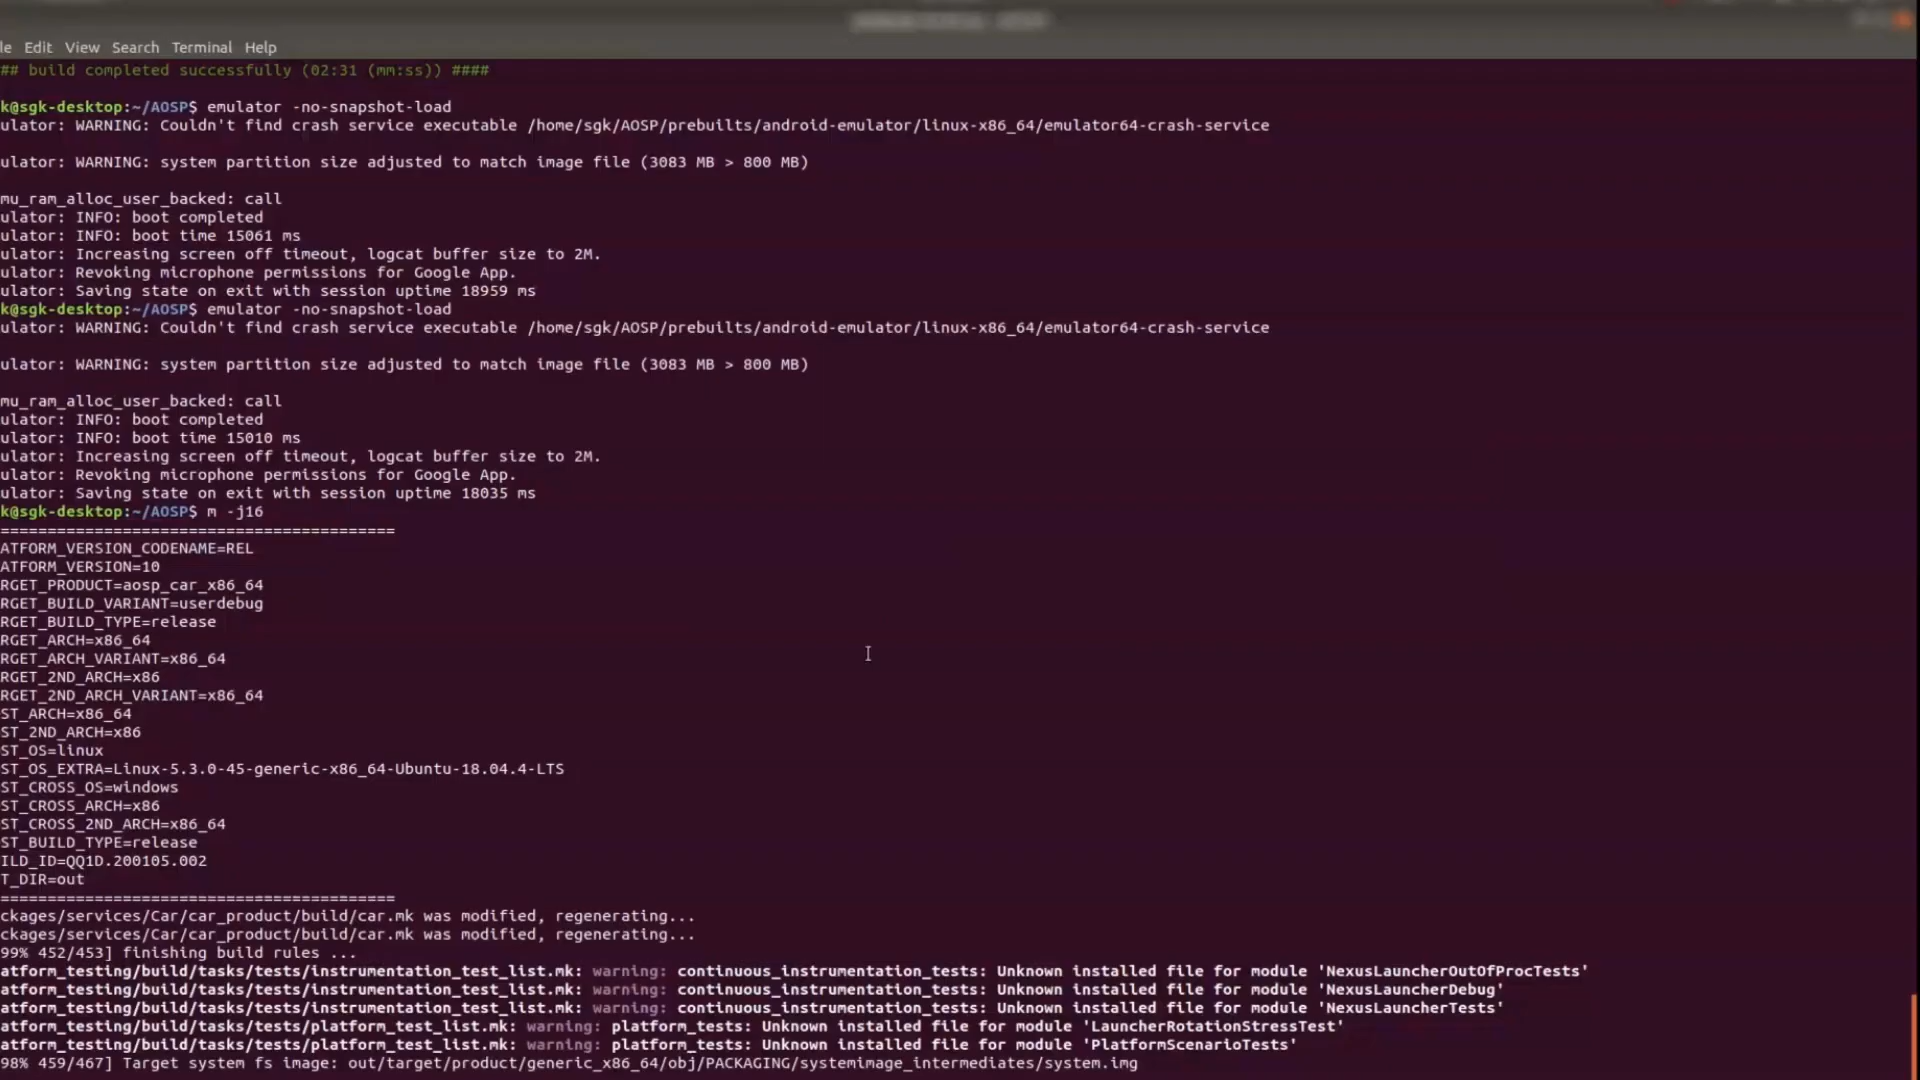 le Edit View Search Terminal Help
## build completed successfully (02:31 (mm:ss)) ####
k@sgk-desktop:~/AOSP$ emulator -no-snapshot-load
ulator: WARNING: Couldn't find crash service executable /home/sgk/AOSP/prebuilts/android-emulator/linux-x86_64/emulator64-crash-service
ulator: WARNING: system partition size adjusted to match image file (3083 MB > 800 MB)
mu_ram_alloc_user_backed: call
ulator: INFO: boot completed
ulator: INFO: boot time 15061 ms
ulator: Increasing screen off timeout, logcat buffer size to 2M.
ulator: Revoking microphone permissions for Google App.
ulator: Saving state on exit with session uptime 18959 ms
k@sgk-desktop:~/AOSP$ emulator -no-snapshot-load
ulator: WARNING: Couldn't find crash service executable /home/sgk/AOSP/prebuilts/android-emulator/linux-x86_64/emulator64-crash-service
ulator: WARNING: system partition size adjusted to match image file (3083 MB > 800 MB)
mu_ram_alloc_user_backed: call
ulator: INFO: boot completed
ulator: INFO: boot time 15010 ms
ulator: Increasing screen off timeout, logcat buffer size to 2M.
ulator: Revoking microphone permissions for Google App.
ulator: Saving state on exit with session uptime 18035 ms
k@sgk-desktop:~/AOSP$ m -j16
==========================================
ATFORM_VERSION_CODENAME=REL
ATFORM_VERSION=10
RGET_PRODUCT=aosp_car_x86_64
RGET_BUILD_VARIANT=userdebug
RGET_BUILD_TYPE=release
RGET_ARCH=x86_64
RGET_ARCH_VARIANT=x86_64
RGET_2ND_ARCH=x86
RGET_2ND_ARCH_VARIANT=x86_64
ST_ARCH=x86_64
ST_2ND_ARCH=x86
ST_OS=linux
ST_OS_EXTRA=Linux-5.3.0-45-generic-x86_64-Ubuntu-18.04.4-LTS
ST_CROSS_OS=windows
ST_CROSS_ARCH=x86
ST_CROSS_2ND_ARCH=x86_64
ST_BUILD_TYPE=release
ILD_ID=QQ1D.200105.002
T_DIR=out
==========================================
ckages/services/Car/car_product/build/car.mk was modified, regenerating...
ckages/services/Car/car_product/build/car.mk was modified, regenerating...
99% 452/453] finishing build rules ...
atform_testing/build/tasks/tests/instrumentation_test_list.mk: warning: continuous_instrumentation_tests: Unknown installed file for module 'NexusLauncherOutOfProcTests'
atform_testing/build/tasks/tests/instrumentation_test_list.mk: warning: continuous_instrumentation_tests: Unknown installed file for module 'NexusLauncherDebug'
atform_testing/build/tasks/tests/instrumentation_test_list.mk: warning: continuous_instrumentation_tests: Unknown installed file for module 'NexusLauncherTests'
atform_testing/build/tasks/tests/platform_test_list.mk: warning: platform_tests: Unknown installed file for module 'LauncherRotationStressTest'
atform_testing/build/tasks/tests/platform_test_list.mk: warning: platform_tests: Unknown installed file for module 'PlatformScenarioTests'
98% 459/467] Target system fs image: out/target/product/generic_x86_64/obj/PACKAGING/systemimage_intermediates/system.img